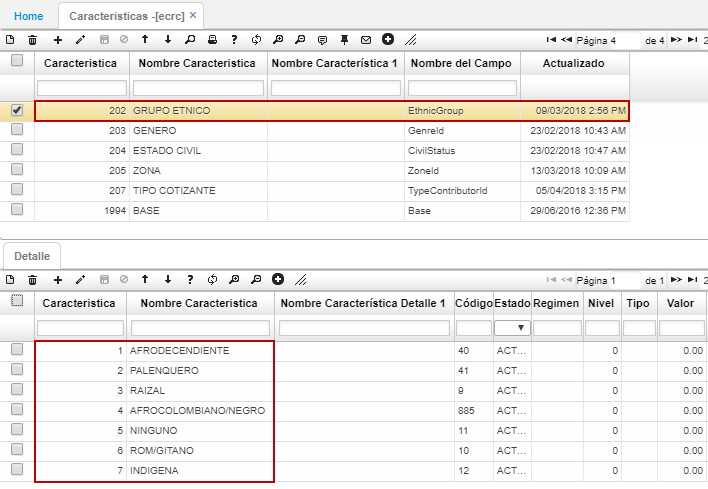 Home Caracteristicas -[ecrc] ×
Página 4 de 4 2
Caracteristica Nombre Caracteristica Nombre Característica 1 Nombre del Campo Actualizado
202 GRUPO ETNICO EthnicGroup 09/03/2018 2:56 PM
203 GENERO GenreId 23/02/2018 10:43 AM
204 ESTADO CIVIL CivilStatus 23/02/2018 10:47 AM
205 ZONA ZoneId 13/03/2018 10:09 AM
207 TIPO COTIZANTE TypeContributorId 05/04/2018 3:15 PM
1994 BASE Base 29/06/2016 12:36 PM
Detalle
Página 1 de 1 2
Caracteristica Nombre Caracteristica Nombre Característica Detalle 1 Código Estado Regimen Nivel Tipo Valor
1 AFRODECENDIENTE 40 ACT... 0 0.00
2 PALENQUERO 41 ACT... 0 0.00
3 RAIZAL 9 ACT... 0 0.00
4 AFROCOLOMBIANO/NEGRO 885 ACT... 0 0.00
5 NINGUNO 11 ACT... 0 0.00
6 ROM/GITANO 10 ACT... 0 0.00
7 INDIGENA 12 ACT... 0 0.00